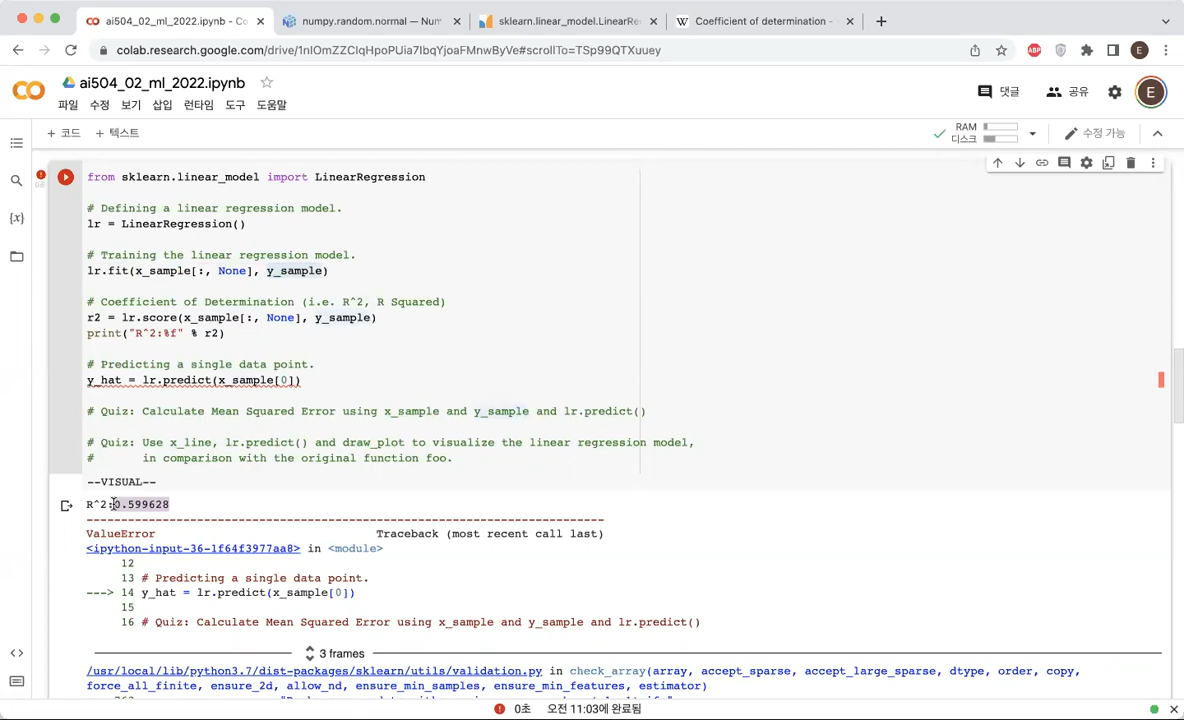 ai504_02_ml_2022.ipynb - Co
numpy.random.normal — Num
sklearn.linear_model.LinearRe
Coefficient of determination -
colab.research.google.com/drive/1nIOmZZCIqHpoPUia7IbqYjoaFMnwByVe#scrollTo=TSp99QTXuuey
ABP
E
ai504_02_ml_2022.ipynb
파일 수정 보기 삽입 런타임 도구 도움말
댓글
공유
E
+ 코드 + 텍스트
RAM
디스크
수정 가능
from sklearn.linear_model import LinearRegression
# Defining a linear regression model.
lr = LinearRegression()
# Training the linear regression model.
lr.fit(x_sample[:, None], y_sample)
# Coefficient of Determination (i.e. R^2, R Squared)
r2 = lr.score(x_sample[:, None], y_sample)
print("R^2:%f" % r2)
# Predicting a single data point.
y_hat = lr.predict(x_sample[0])
# Quiz: Calculate Mean Squared Error using x_sample and y_sample and lr.predict()
# Quiz: Use x_line, lr.predict() and draw_plot to visualize the linear regression model,
# in comparison with the original function foo.
--VISUAL--
R^2:0.599628
---------------------------------------------------------------------------
ValueError Traceback (most recent call last)
<ipython-input-36-1f64f3977aa8> in <module>
12
13 # Predicting a single data point.
---> 14 y_hat = lr.predict(x_sample[0])
15
16 # Quiz: Calculate Mean Squared Error using x_sample and y_sample and lr.predict()
3 frames
/usr/local/lib/python3.7/dist-packages/sklearn/utils/validation.py in check_array(array, accept_sparse, accept_large_sparse, dtype, order, copy,
force_all_finite, ensure_2d, allow_nd, ensure_min_samples, ensure_min_features, estimator)
0초 오전 11:03에 완료됨